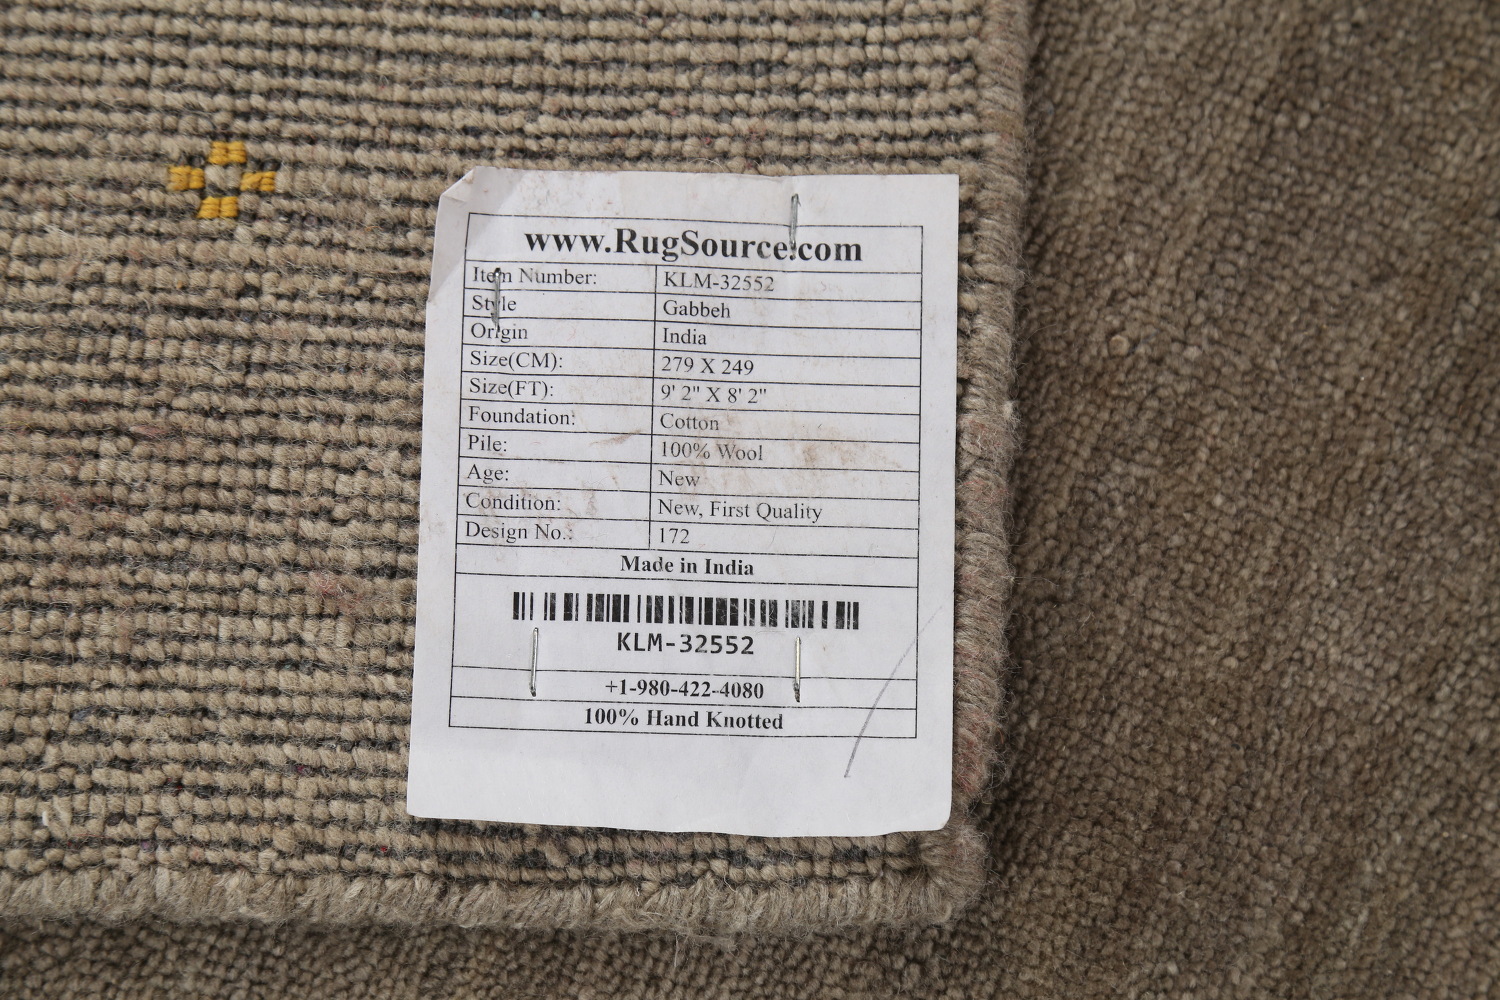 www.RugSource.com
Item Number: KLM-32552
Style Gabbeh
Origin India
Size(CM): 279 X 249
Size(FT): 9' 2" X 8' 2"
Foundation: Cotton
Pile: 100% Wool
Age: New
Condition: New, First Quality
Design No.: 172
Made in India
KLM-32552
+1-980-422-4080
100% Hand Knotted